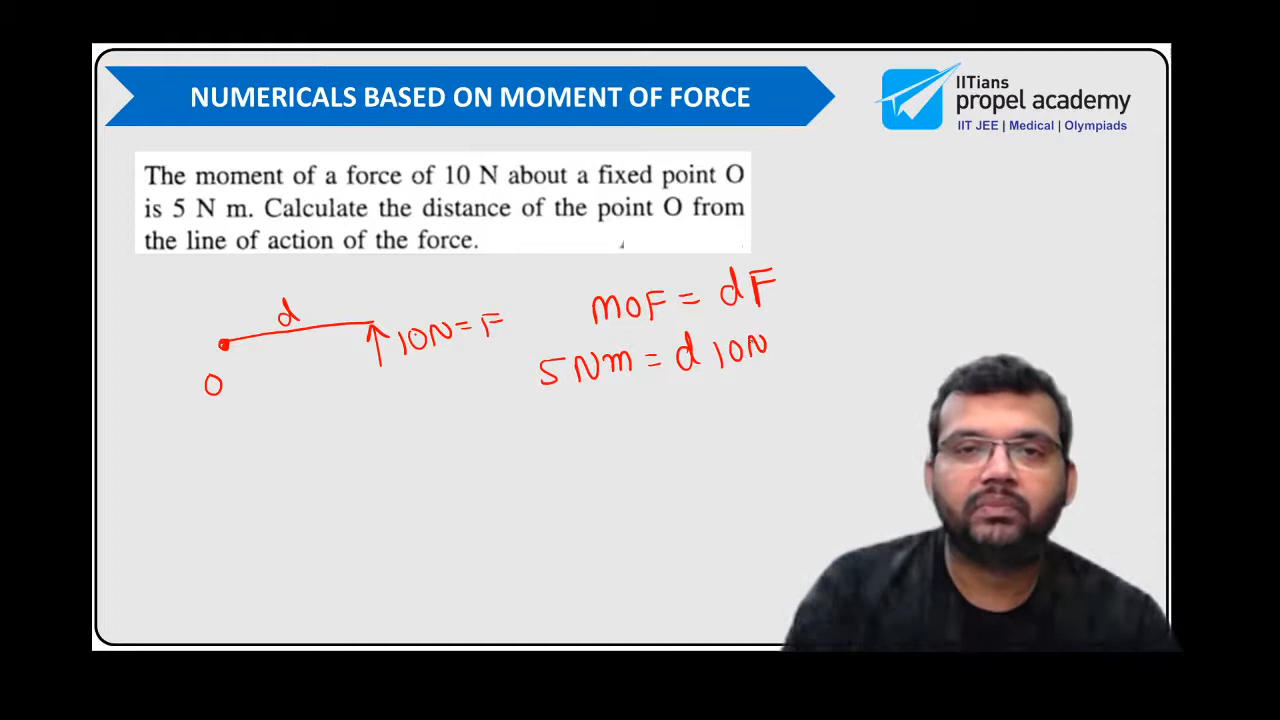 NUMERICALS BASED ON MOMENT OF FORCE
IITians
propel academy
IIT JEE | Medical | Olympiads
The moment of a force of 10 N about a fixed point O
is 5 N m. Calculate the distance of the point O from
the line of action of the force.
d
10N = F
O
MOF = dF
5 Nm = d 10N